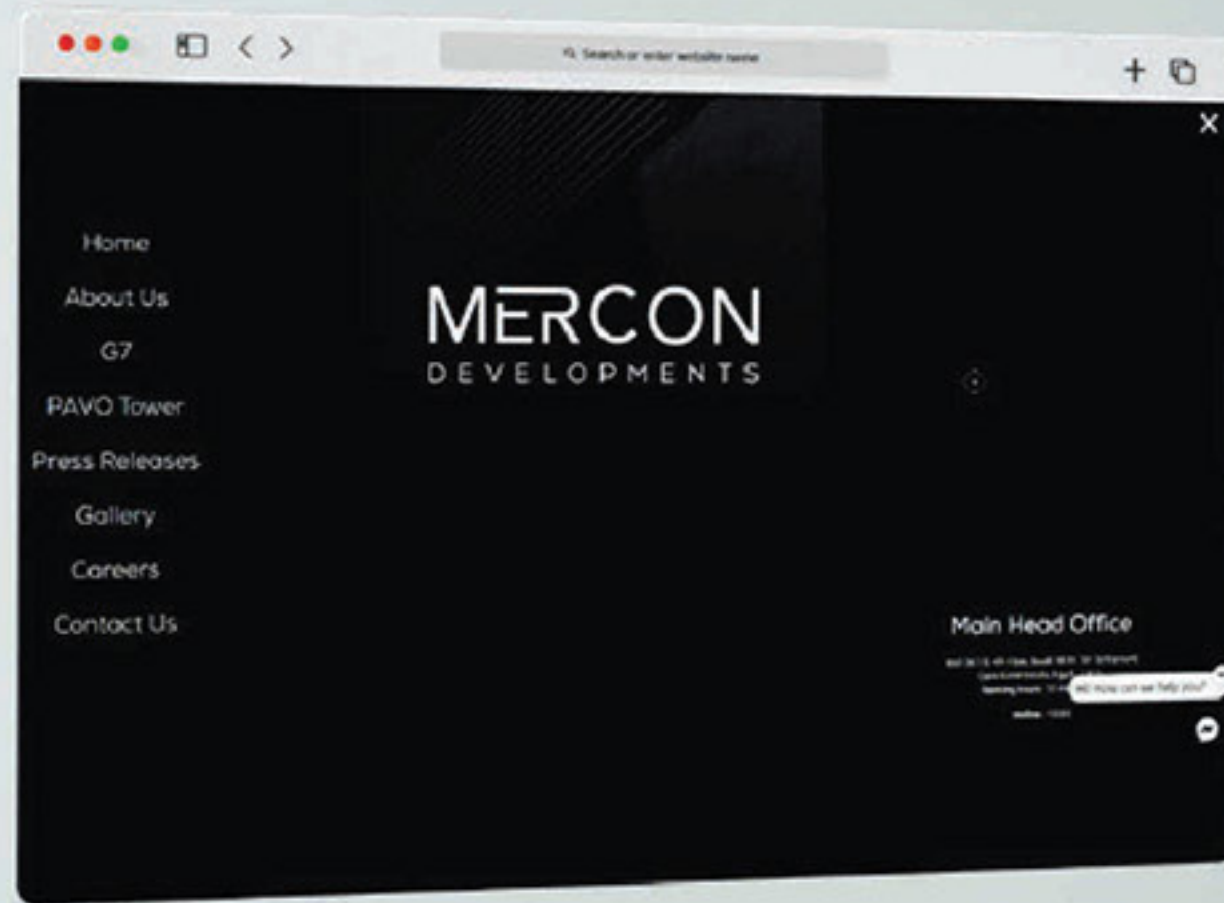 Search or enter website name
Home
About Us
G7
PAVO Tower
Press Releases
Gallery
Careers
Contact Us
MERCON
DEVELOPMENTS
Main Head Office
Hi! How can we help you?